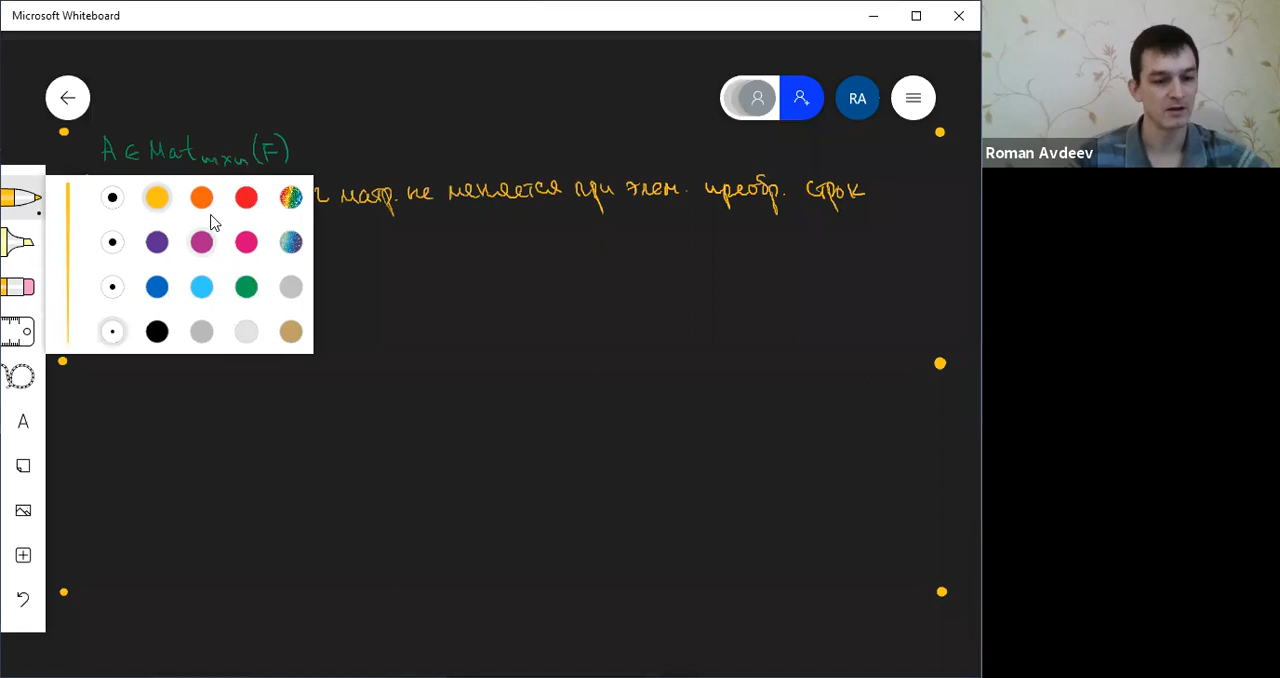 Microsoft Whiteboard
RA
Roman Avdeev
A ∈ Mat_{m×n}(F)
матр. не меняется при элем. преобр. строк
A